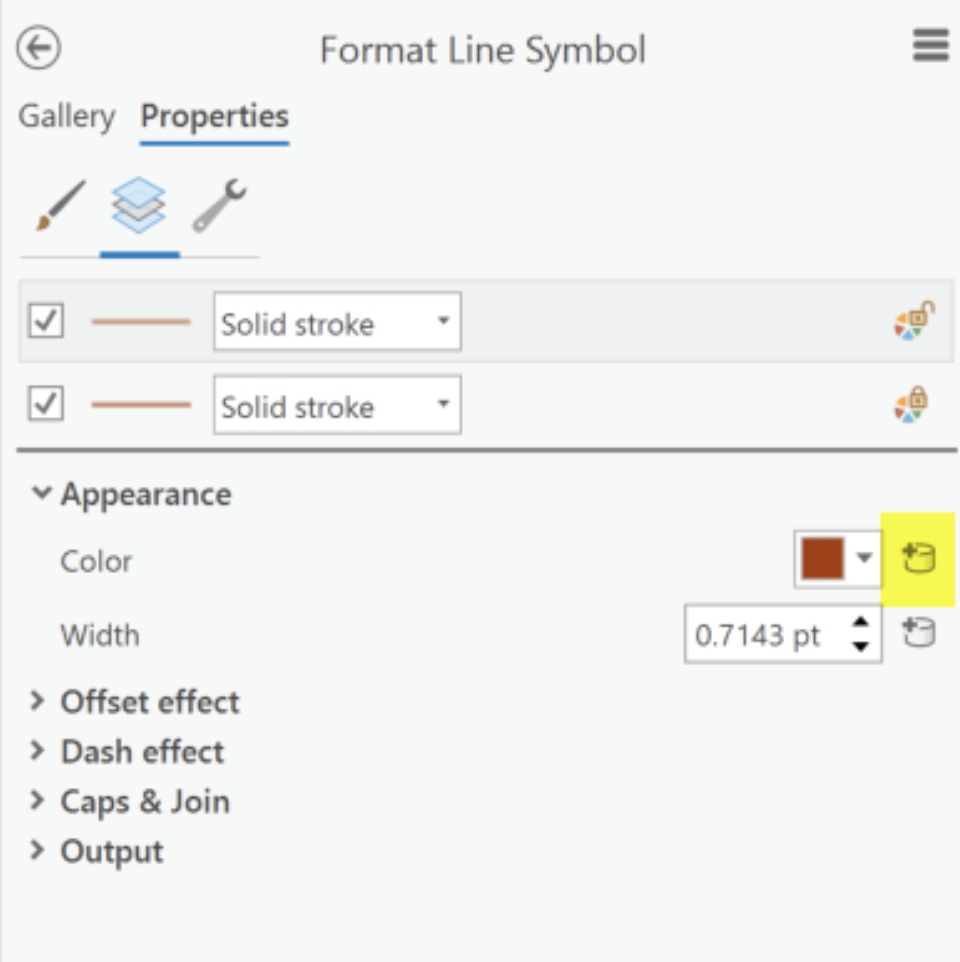 Format Line Symbol
Gallery Properties
Solid stroke
Solid stroke
Appearance
Color
Width 0.7143 pt
Offset effect
Dash effect
Caps & Join
Output